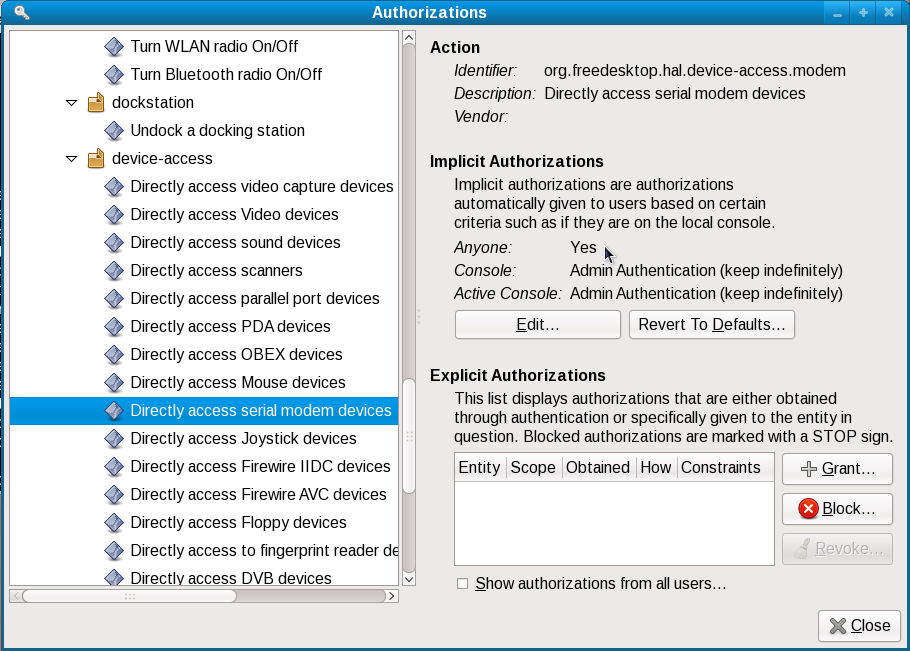 Authorizations
Turn WLAN radio On/Off
Turn Bluetooth radio On/Off
dockstation
Undock a docking station
device-access
Directly access video capture devices
Directly access Video devices
Directly access sound devices
Directly access scanners
Directly access parallel port devices
Directly access PDA devices
Directly access OBEX devices
Directly access Mouse devices
Directly access serial modem devices
Directly access Joystick devices
Directly access Firewire IIDC devices
Directly access Firewire AVC devices
Directly access Floppy devices
Directly access to fingerprint reader de
Directly access DVB devices
Action
Identifier: org.freedesktop.hal.device-access.modem
Description: Directly access serial modem devices
Vendor:
Implicit Authorizations
Implicit authorizations are authorizations
automatically given to users based on certain
criteria such as if they are on the local console.
Anyone: Yes
Console: Admin Authentication (keep indefinitely)
Active Console: Admin Authentication (keep indefinitely)
Edit... Revert To Defaults...
Explicit Authorizations
This list displays authorizations that are either obtained
through authentication or specifically given to the entity in
question. Blocked authorizations are marked with a STOP sign.
Entity Scope Obtained How Constraints
Grant...
Block...
Revoke...
Show authorizations from all users...
Close